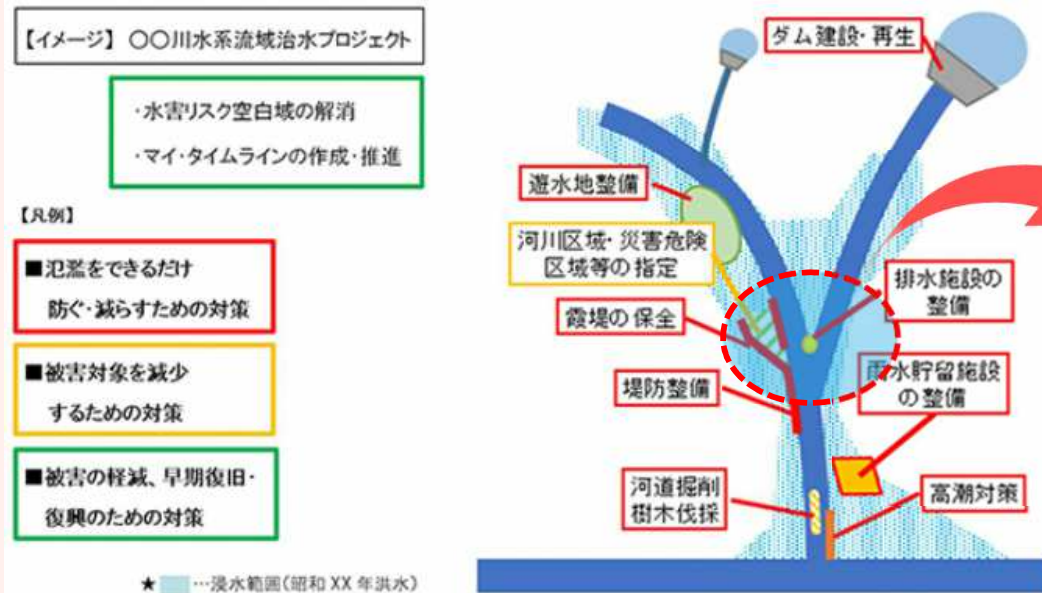 【イメージ】 〇〇川水系流域治水プロジェクト
・水害リスク空白域の解消
・マイ・タイムラインの作成・推進
【凡例】
■氾濫をできるだけ
防ぐ・減らすための対策
■被害対象を減少
するための対策
■被害の軽減、早期復旧・
復興のための対策
★ …浸水範囲(昭和 XX 年洪水)
ダム建設・再生
遊水地整備
河川区域・災害危険
区域等の指定
霞堤の保全
排水施設の
整備
堤防整備
雨水貯留施設
の整備
河道掘削
樹木伐採
高潮対策